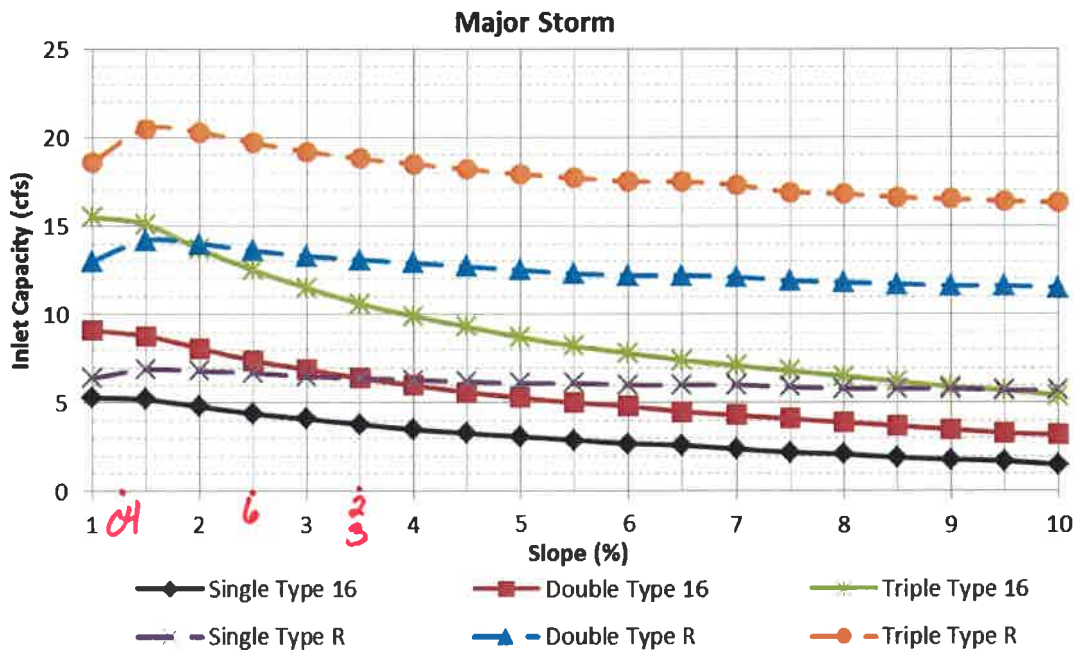 Major Storm
25
20
15
10
5
0
Inlet Capacity (cfs)
1 2 3 4 5 6 7 8 9 10
6 2
3
Slope (%)
Single Type 16 Double Type 16 Triple Type 16
Single Type R Double Type R Triple Type R